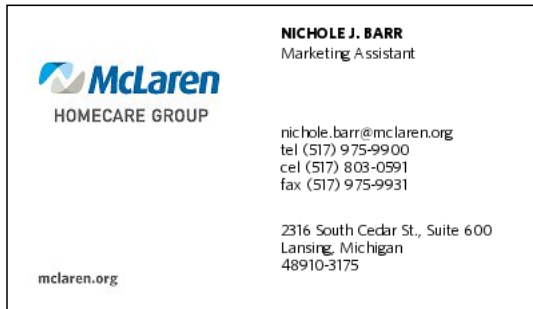 McLaren
HOMECARE GROUP
mclaren.org
NICHOLE J. BARR
Marketing Assistant
nichole.barr@mclaren.org
tel (517) 975-9900
cel (517) 803-0591
fax (517) 975-9931
2316 South Cedar St., Suite 600
Lansing, Michigan
48910-3175